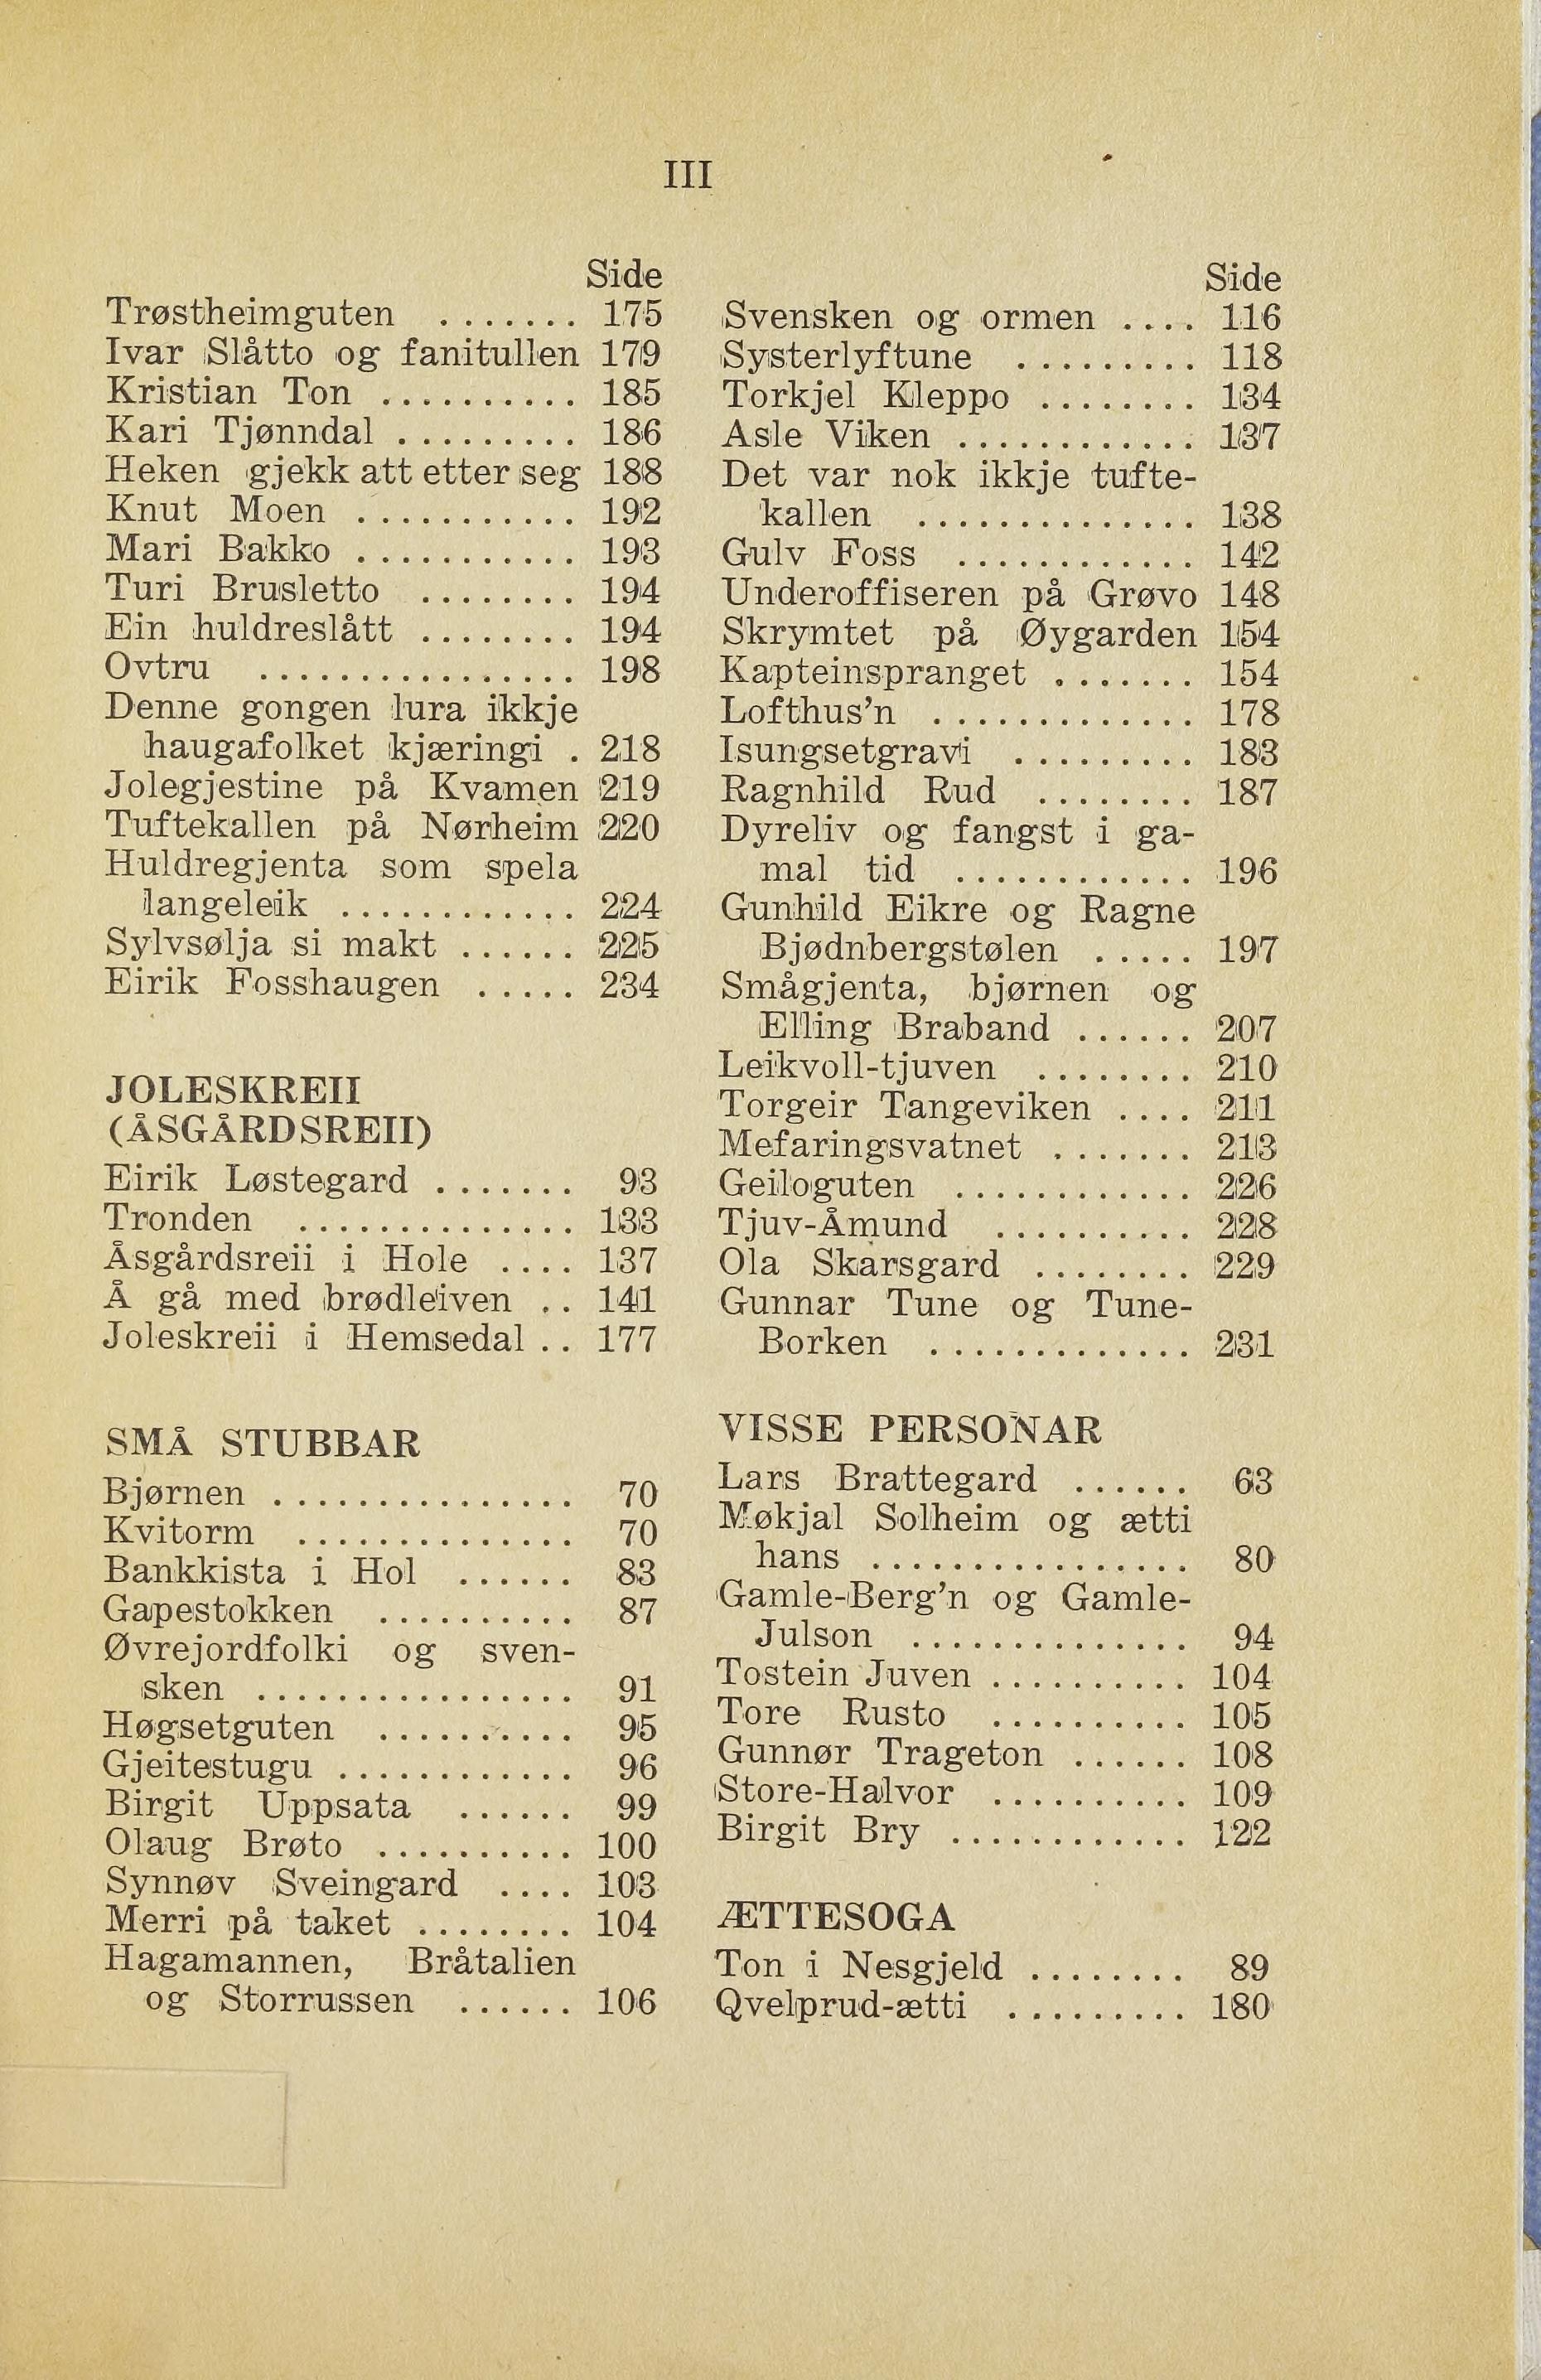 III
Side
Trøstheimguten ....... 175
Ivar Slåtto og fanitullen 179
Kristian Ton .......... 185
Kari Tjønndal ......... 186
Heken gjekk att etter seg 188
Knut Moen ........... 192
Mari Bakko ........... 193
Turi Brusletto ........ 194
Ein huldreslått ........ 194
Ovtru ................ 198
Denne gongen lura ikkje
haugafolket kjæringi . 218
Jolegjestine på Kvamen 219
Tuftekallen på Nørheim 220
Huldregjenta som spela
langeleik ............ 224
Sylvsølja si makt ...... 225
Eirik Fosshaugen ..... 234
JOLESKREII
(ÅSGÅRDSREII)
Eirik Løstegard ....... 93
Tronden .............. 133
Åsgårdsreii i Hole .... 137
Å gå med brødleiven .. 141
Joleskreii i Hemsedal .. 177
SMÅ STUBBAR
Bjørnen ............... 70
Kvitorm .............. 70
Bankkista i Hol ...... 83
Gapestokken .......... 87
Øvrejordfolki og sven-
sken ................ 91
Høgsetguten .......... 95
Gjeitestugu ............ 96
Birgit Uppsata ...... 99
Olaug Brøto .......... 100
Synnøv Sveingard .... 103
Merri på taket ........ 104
Hagamannen, Bråtalien
og Storrussen ...... 106
Side
Svensken og ormen .... 116
Systerlyftune ......... 118
Torkjel Kleppo ........ 134
Asle Viken ............ 137
Det var nok ikkje tufte-
kallen .............. 138
Gulv Foss ............ 142
Underoffiseren på Grøvo 148
Skrymtet på Øygarden 154
Kapteinspranget ....... 154
Lofthus'n ............. 178
Isungsetgravi ......... 183
Ragnhild Rud ........ 187
Dyreliv og fangst i ga-
mal tid ............ 196
Gunhild Eikre og Ragne
Bjødnbergstølen ..... 197
Smågjenta, bjørnen og
Elling Braband ...... 207
Leikvoll-tjuven ........ 210
Torgeir Tangeviken .... 211
Mefaringsvatnet ....... 213
Geiloguten ............ 226
Tjuv-Åmund .......... 228
Ola Skarsgard ........ 229
Gunnar Tune og Tune-
Borken ............. 231
VISSE PERSONAR
Lars Brattegard ...... 63
Møkjal Solheim og ætti
hans ................ 80
Gamle-Berg'n og Gamle-
Julson .............. 94
Tostein Juven .......... 104
Tore Rusto .......... 105
Gunnør Trageton ...... 108
Store-Halvor .......... 109
Birgit Bry ............ 122
ÆTTESOGA
Ton i Nesgjeld ........ 89
Qvelprud-ætti ......... 180